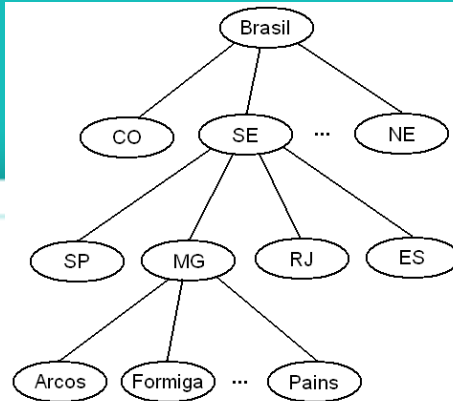 Brasil
CO SE ... NE
SP MG RJ ES
Arcos Formiga ... Pains